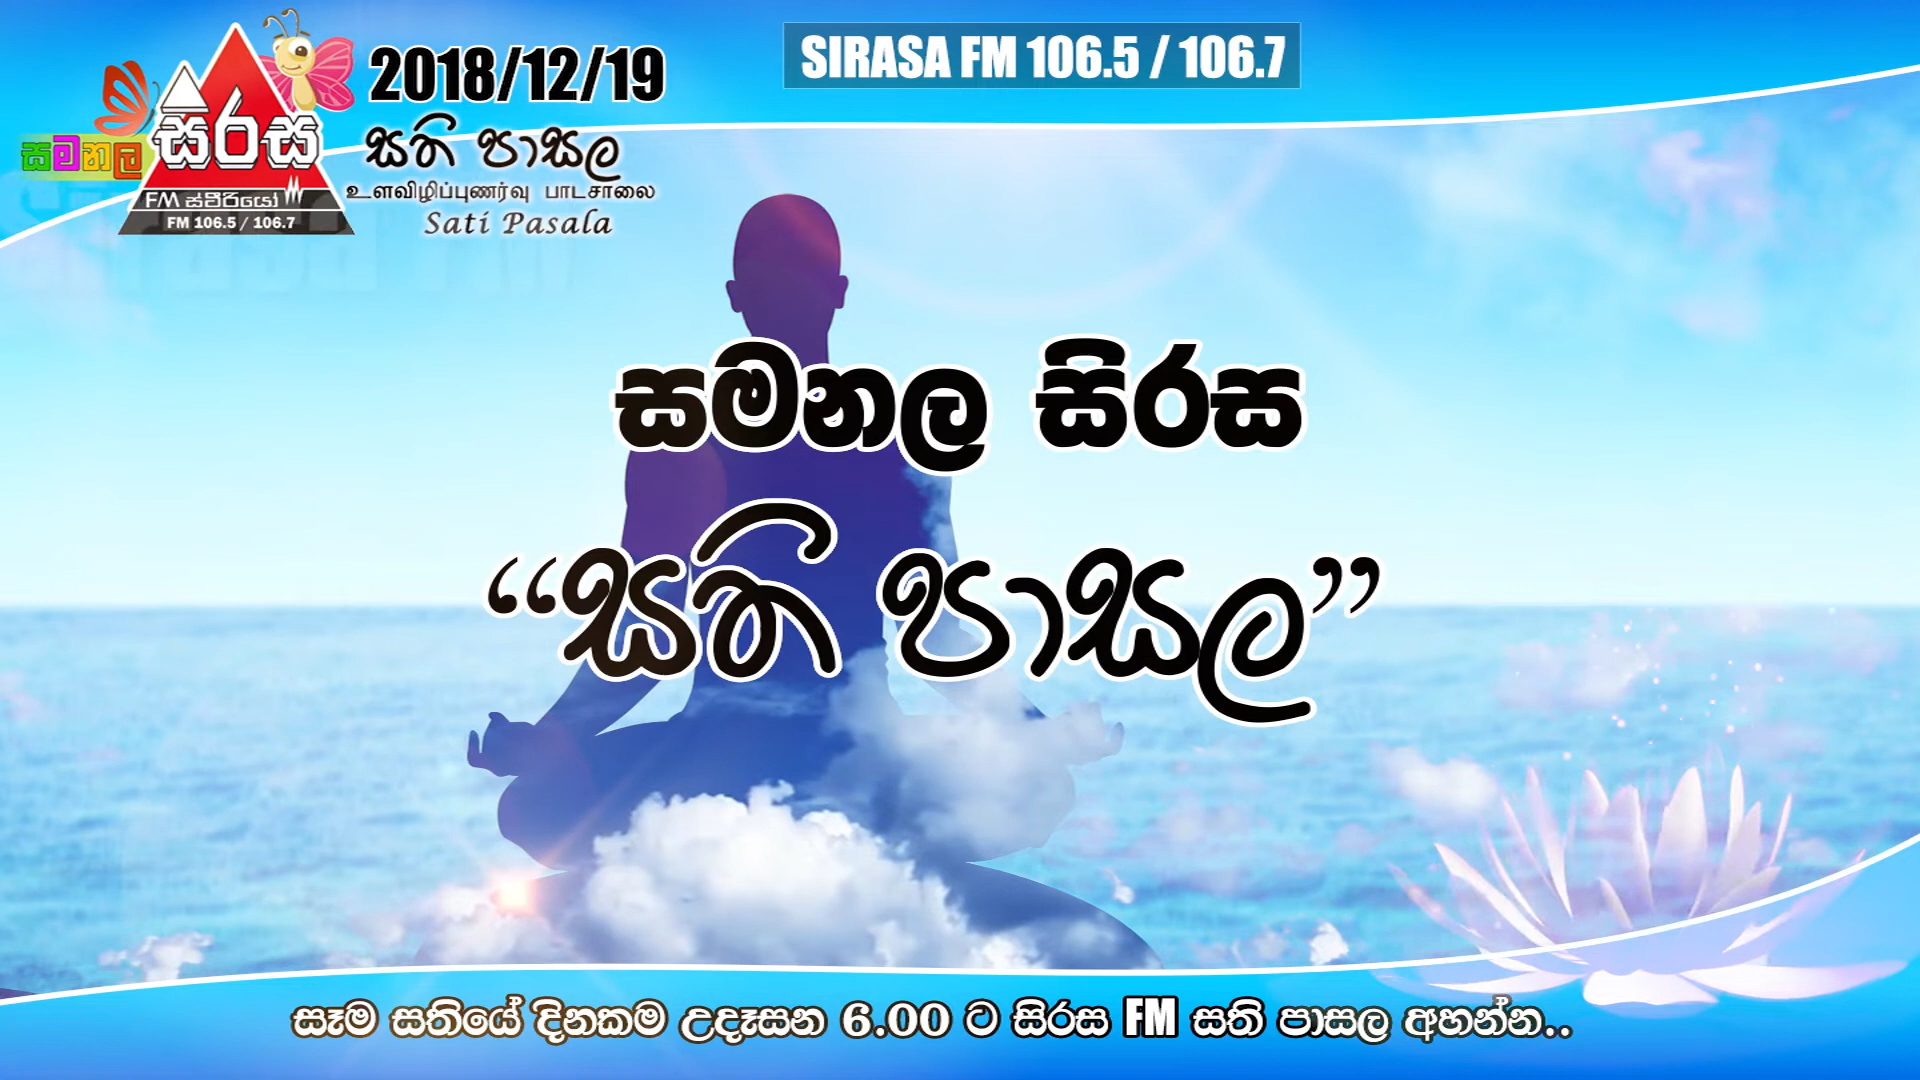 2018/12/19
SIRASA FM 106.5 / 106.7
සමනල
සිරස
FM ස්ටීරියෝ
FM 106.5 / 106.7
සති පාසල
உளவிழிப்புணர்வு பாடசாலை
Sati Pasala
සමනල සිරස
“සති පාසල”
සෑම සතියේ දිනකම උදෑසන 6.00 ට සිරස FM සති පාසල අහන්න..